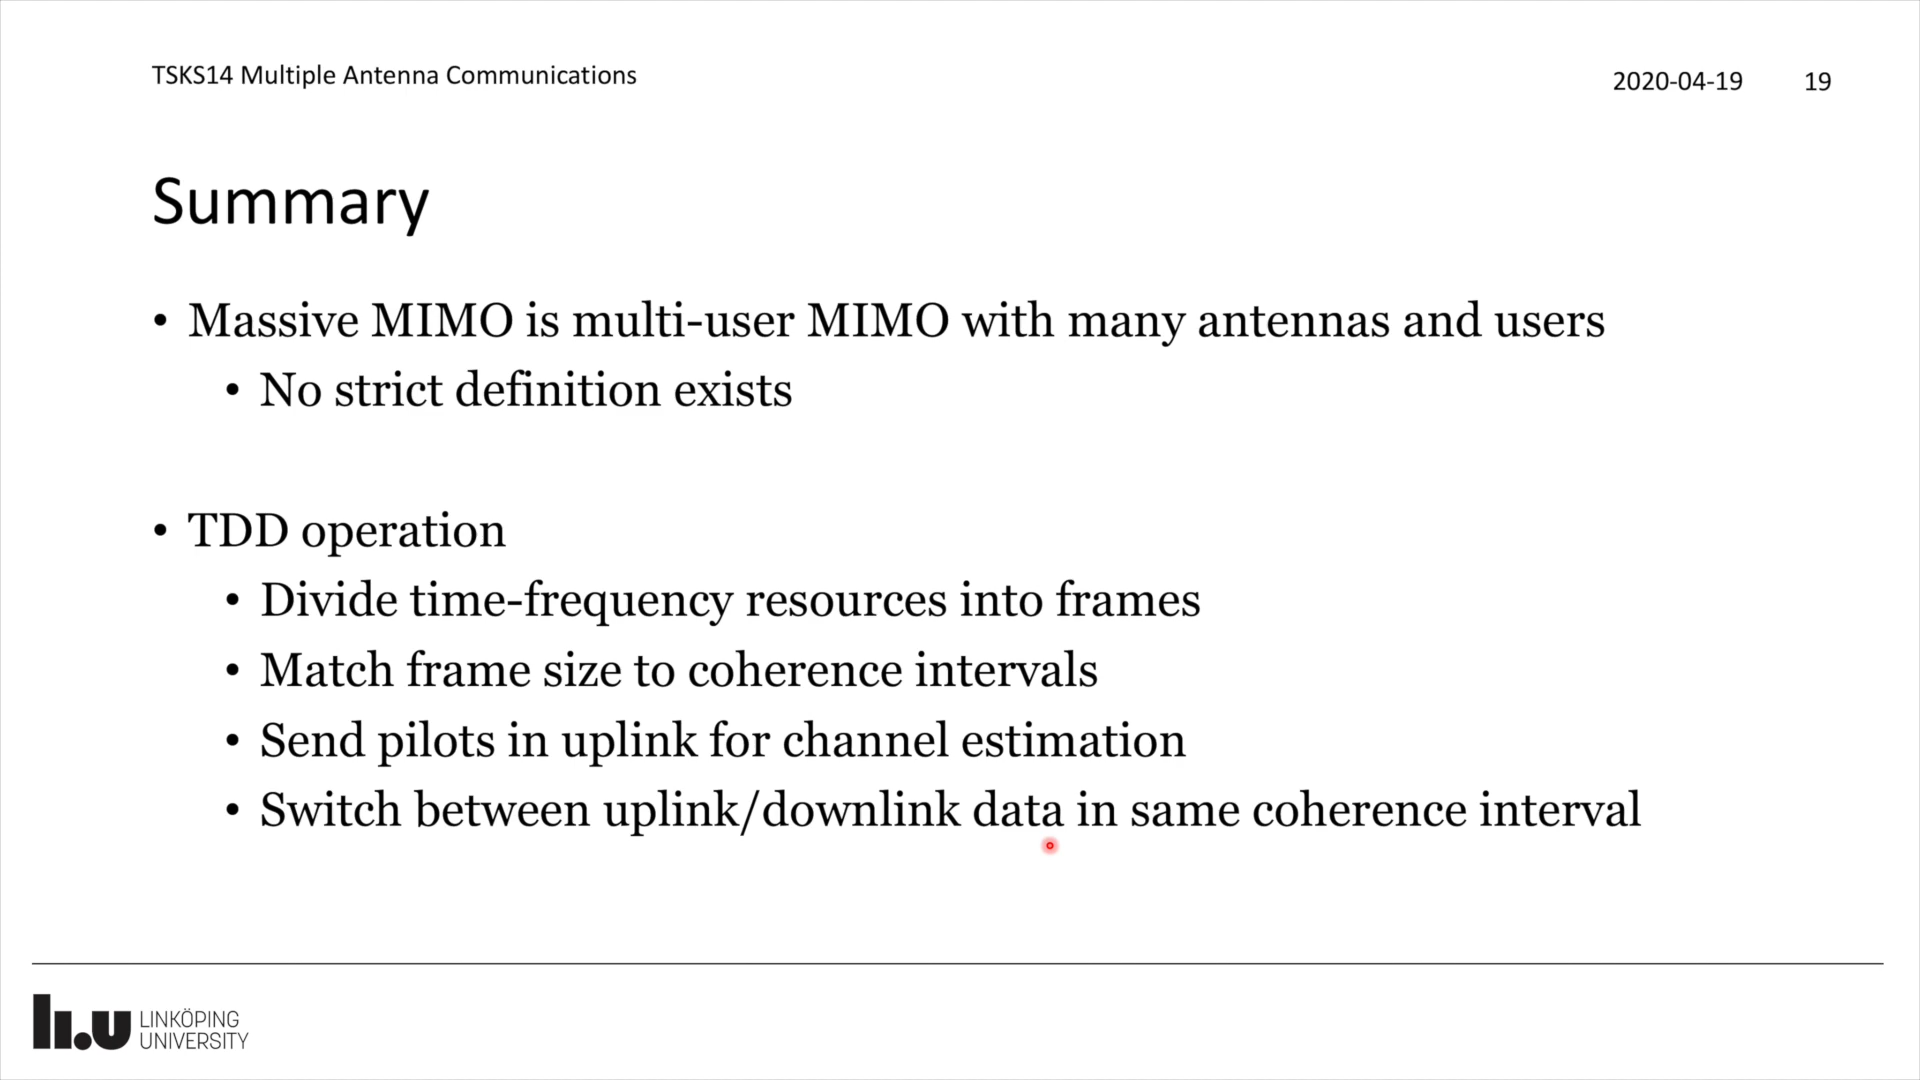 TSKS14 Multiple Antenna Communications
2020-04-19 19
Summary
• Massive MIMO is multi-user MIMO with many antennas and users
• No strict definition exists
• TDD operation
• Divide time-frequency resources into frames
• Match frame size to coherence intervals
• Send pilots in uplink for channel estimation
• Switch between uplink/downlink data in same coherence interval
li.u LINKÖPING
UNIVERSITY